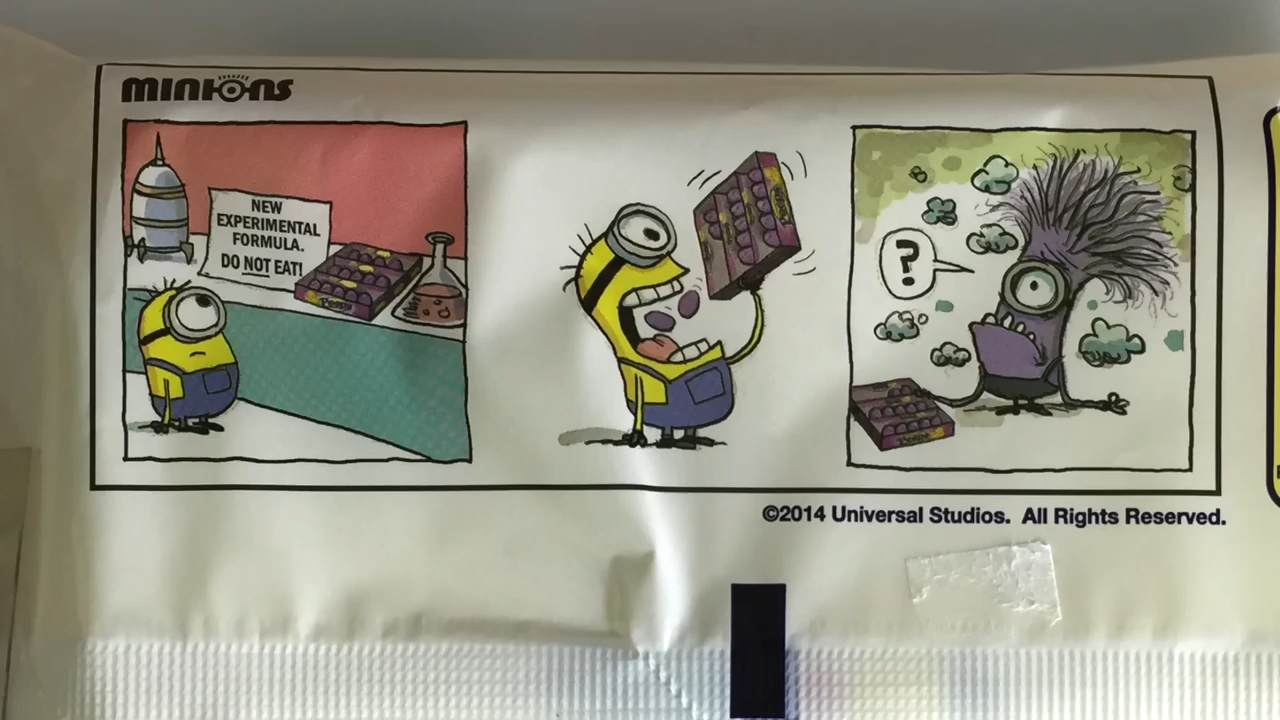 MINIONS
NEW
EXPERIMENTAL
FORMULA.
DO NOT EAT!
?
©2014 Universal Studios. All Rights Reserved.